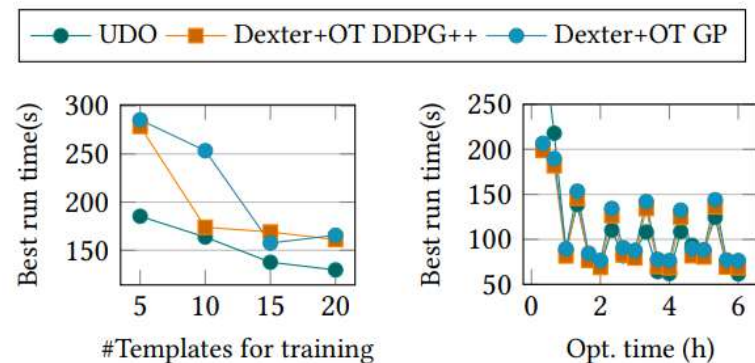 UDO Dexter+OT DDPG++ Dexter+OT GP
Best run time(s)
300
250
200
150
5 10 15 20
#Templates for training
Best run time(s)
250
200
150
100
50
0 2 4 6
Opt. time (h)